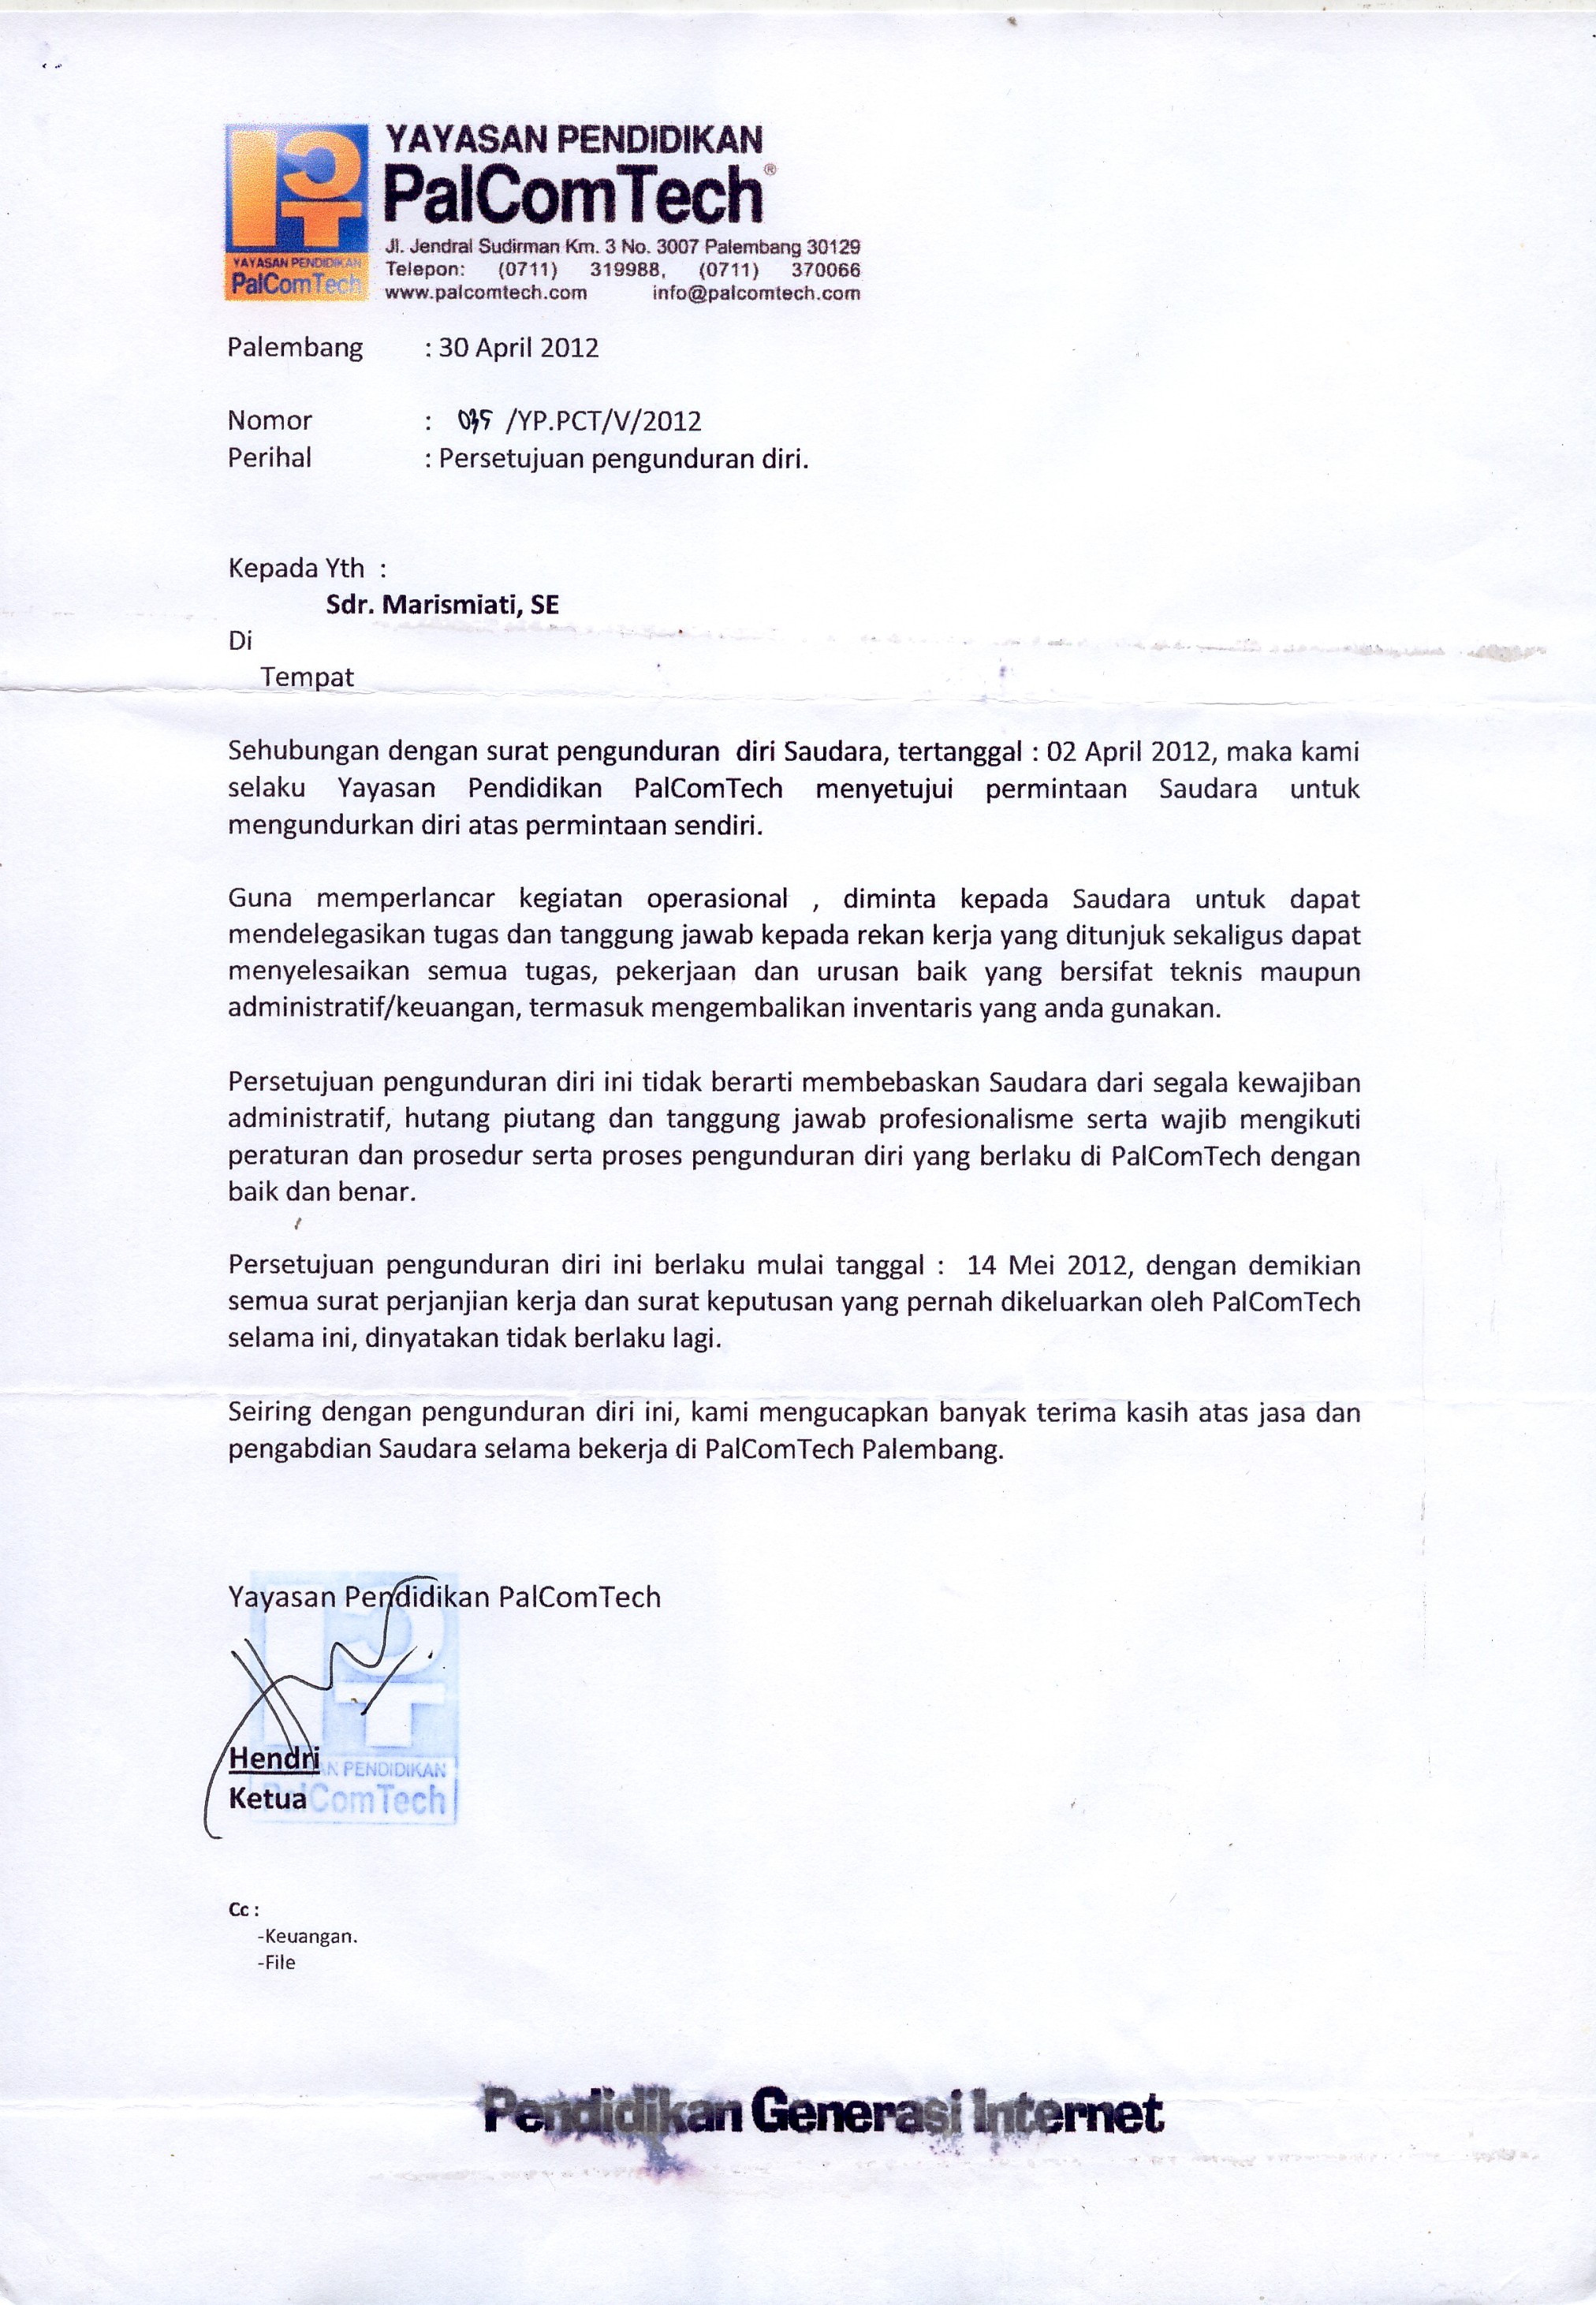 YAYASAN PENDIDIKAN
PalComTech®
Jl. Jendral Sudirman Km. 3 No. 3007 Palembang 30129
Telepon: (0711) 319988, (0711) 370066
www.palcomtech.com info@palcomtech.com
YAYASAN PENDIDIKAN
PalComTech
Palembang : 30 April 2012
Nomor : 035 /YP.PCT/V/2012
Perihal : Persetujuan pengunduran diri.
Kepada Yth :
Sdr. Marismiati, SE
Di
Tempat
Sehubungan dengan surat pengunduran diri Saudara, tertanggal : 02 April 2012, maka kami
selaku Yayasan Pendidikan PalComTech menyetujui permintaan Saudara untuk
mengundurkan diri atas permintaan sendiri.
Guna memperlancar kegiatan operasional , diminta kepada Saudara untuk dapat
mendelegasikan tugas dan tanggung jawab kepada rekan kerja yang ditunjuk sekaligus dapat
menyelesaikan semua tugas, pekerjaan dan urusan baik yang bersifat teknis maupun
administratif/keuangan, termasuk mengembalikan inventaris yang anda gunakan.
Persetujuan pengunduran diri ini tidak berarti membebaskan Saudara dari segala kewajiban
administratif, hutang piutang dan tanggung jawab profesionalisme serta wajib mengikuti
peraturan dan prosedur serta proses pengunduran diri yang berlaku di PalComTech dengan
baik dan benar.
Persetujuan pengunduran diri ini berlaku mulai tanggal : 14 Mei 2012, dengan demikian
semua surat perjanjian kerja dan surat keputusan yang pernah dikeluarkan oleh PalComTech
selama ini, dinyatakan tidak berlaku lagi.
Seiring dengan pengunduran diri ini, kami mengucapkan banyak terima kasih atas jasa dan
pengabdian Saudara selama bekerja di PalComTech Palembang.
Yayasan Pendidikan PalComTech
Hendri
PENDIDIKAN
Ketua
ComTech
Cc :
-Keuangan.
-File
Pendidikan Generasi Internet